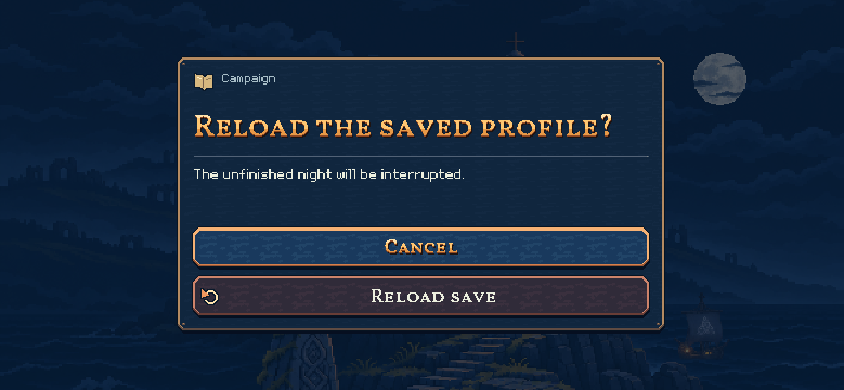 Campaign
Reload the saved profile?
The unfinished night will be interrupted.
Cancel
Reload save